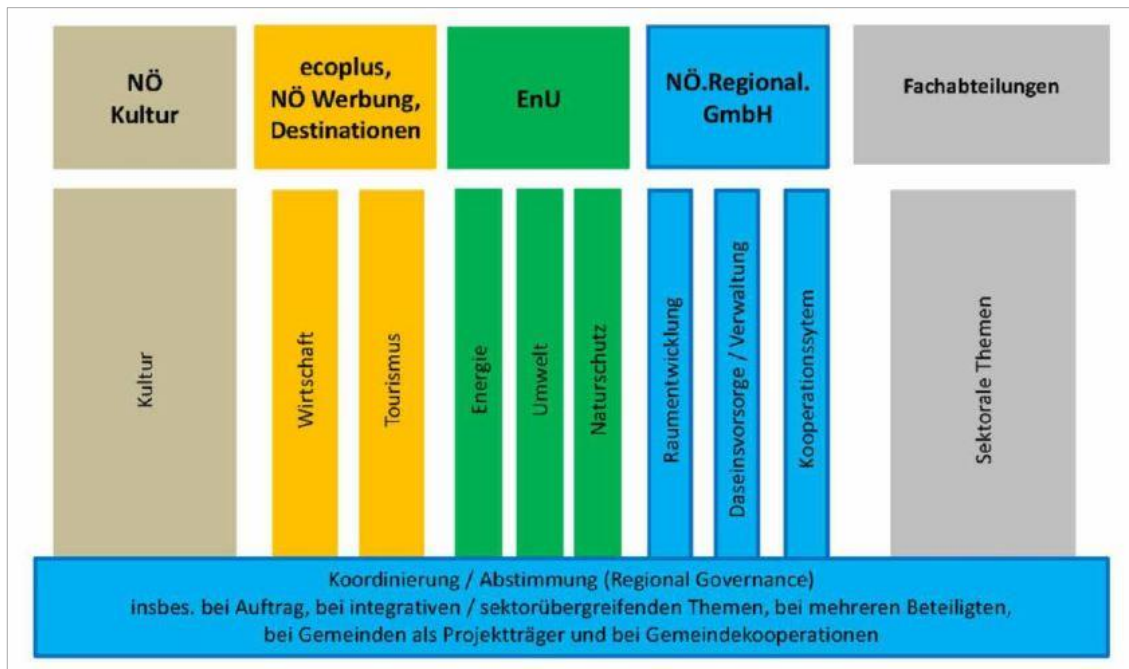 NÖ
Kultur
ecoplus,
NÖ Werbung,
Destinationen
EnU
NÖ.Regional.
GmbH
Fachabteilungen
Kultur
Wirtschaft
Tourismus
Energie
Umwelt
Naturschutz
Raumentwicklung
Daseinsvorsorge / Verwaltung
Kooperationssytem
Sektorale Themen
Koordinierung / Abstimmung (Regional Governance)
insbes. bei Auftrag, bei integrativen / sektorübergreifenden Themen, bei mehreren Beteiligten,
bei Gemeinden als Projektträger und bei Gemeindekooperationen